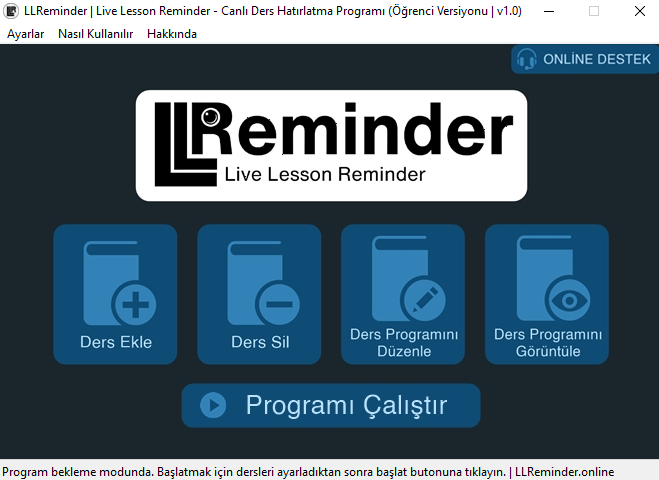 LLReminder | Live Lesson Reminder - Canlı Ders Hatırlatma Programı (Öğrenci Versiyonu | v1.0)
Ayarlar Nasıl Kullanılır Hakkında
ONLİNE DESTEK
LLReminder
Live Lesson Reminder
Ders Ekle
Ders Sil
Ders Programını
Düzenle
Ders Programını
Görüntüle
Programı Çalıştır
Program bekleme modunda. Başlatmak için dersleri ayarladıktan sonra başlat butonuna tıklayın. | LLReminder.online